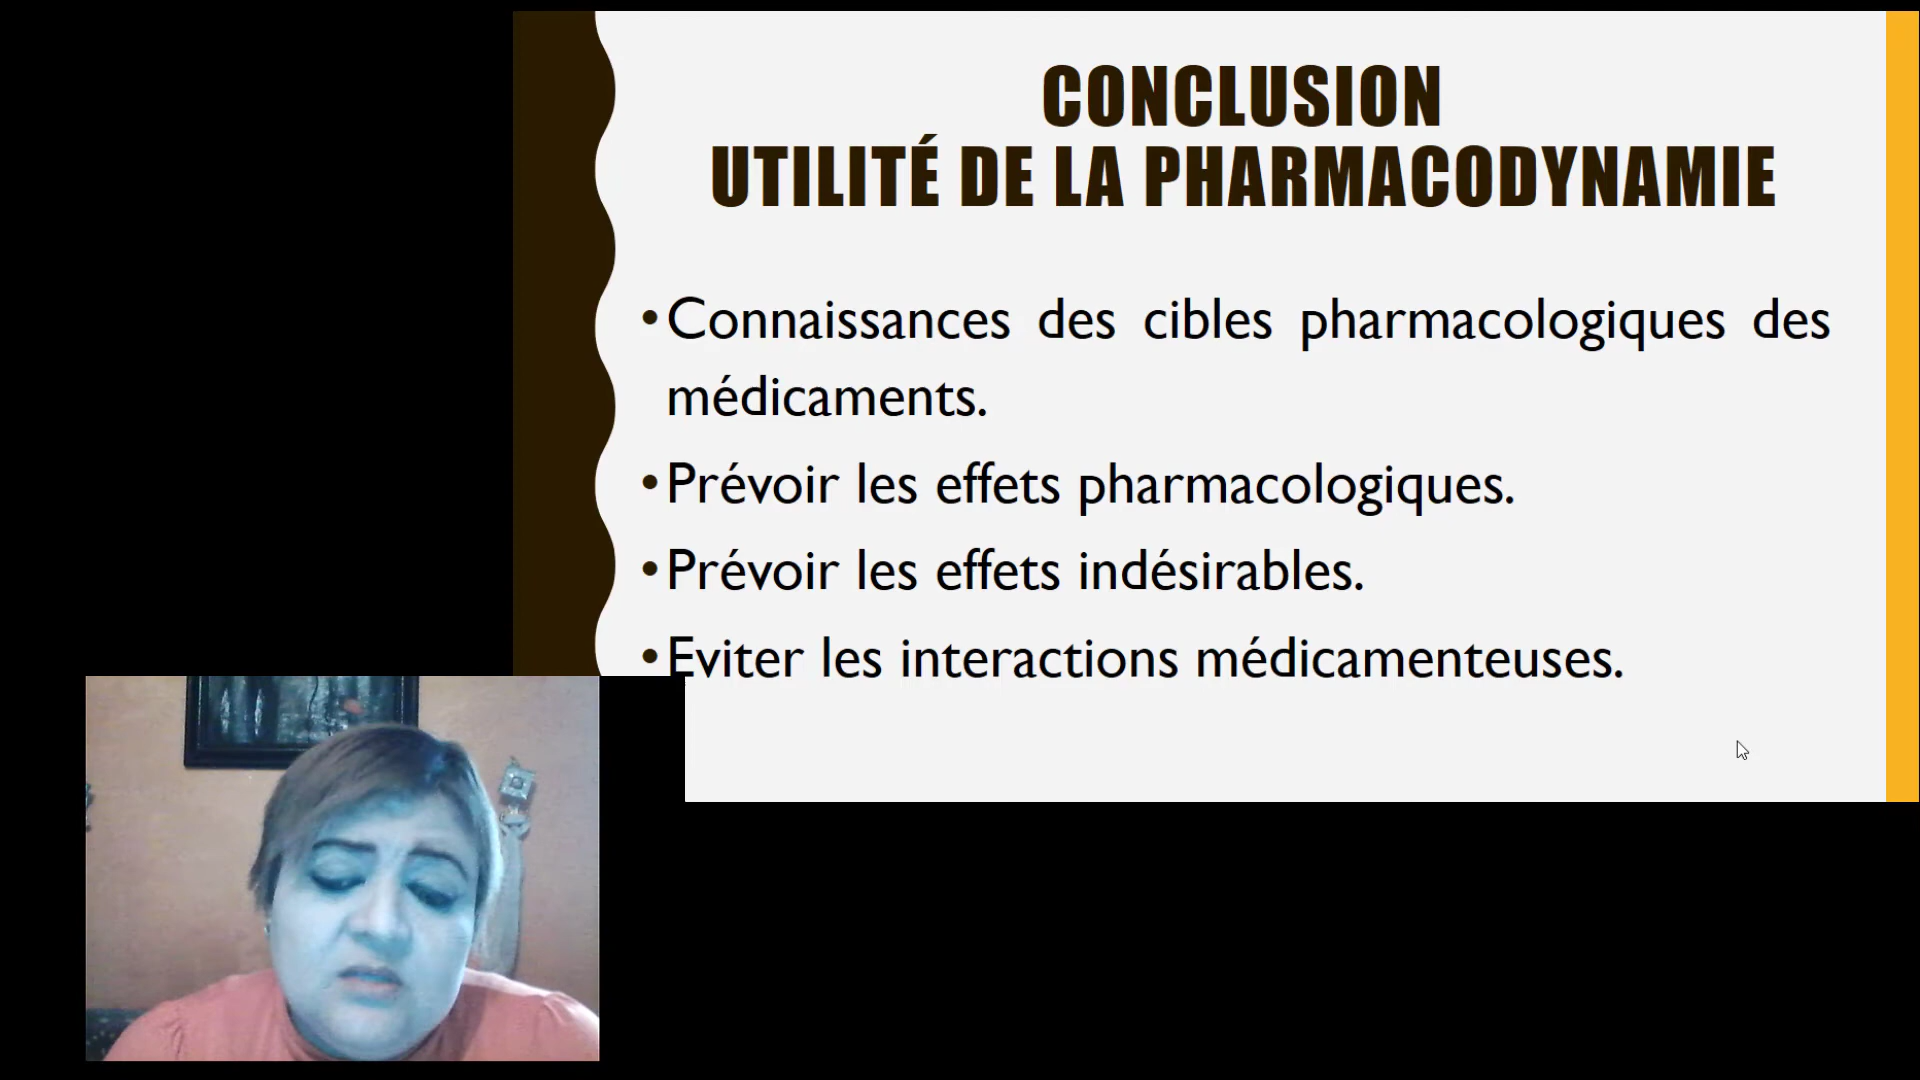 CONCLUSION
UTILITÉ DE LA PHARMACODYNAMIE
•Connaissances des cibles pharmacologiques des
médicaments.
•Prévoir les effets pharmacologiques.
•Prévoir les effets indésirables.
•Eviter les interactions médicamenteuses.